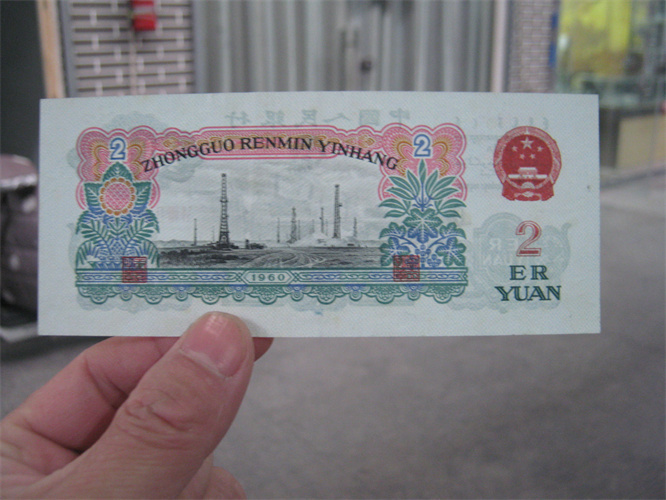 2 2
ZHONGGUO RENMIN YINHANG
1960
2
ER
YUAN